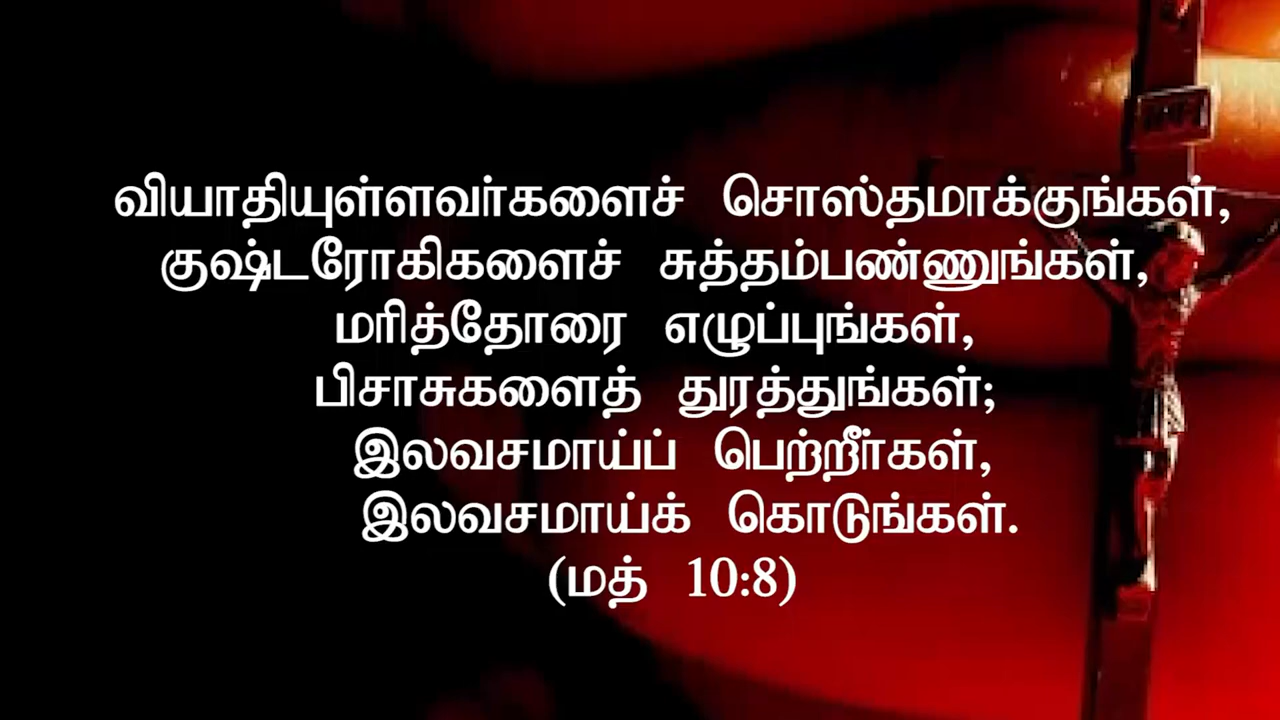 வியாதியுள்ளவர்களைச் சொஸ்தமாக்குங்கள்,
குஷ்டரோகிகளைச் சுத்தம்பண்ணுங்கள்,
மரித்தோரை எழுப்புங்கள்,
பிசாசுகளைத் துரத்துங்கள்;
இலவசமாய்ப் பெற்றீர்கள்,
இலவசமாய்க் கொடுங்கள்.
(மத் 10:8)